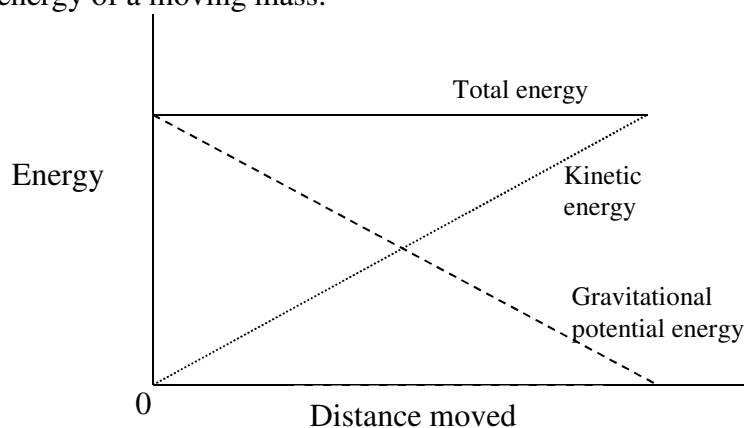 energy of a moving mass.
Total energy
Energy
Kinetic
energy
Gravitational
potential energy
0
Distance moved